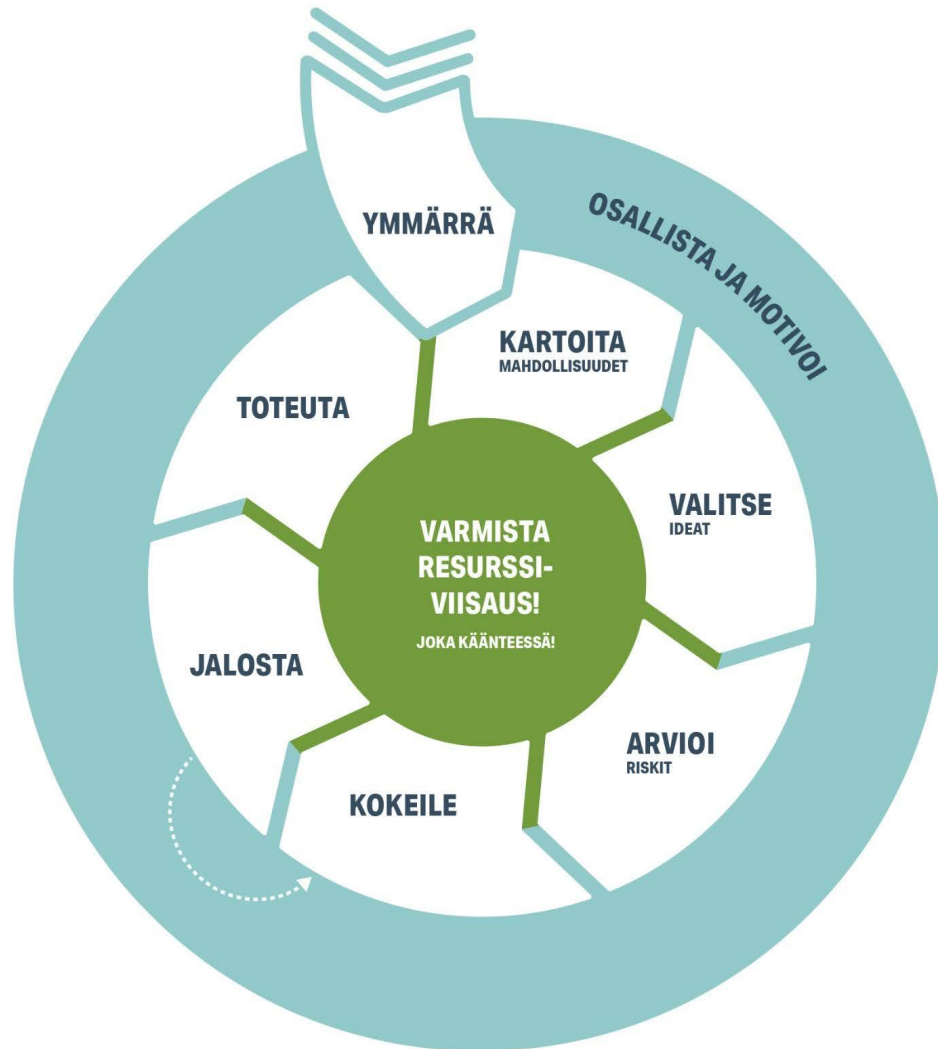 YMMÄRRÄ
OSALLISTA JA MOTIVOI
KARTOITA
MAHDOLLISUUDET
VALITSE
IDEAT
ARVIOI
RISKIT
KOKEILE
JALOSTA
TOTEUTA
VARMISTA
RESURSSI-
VIISAUS!
JOKA KÄÄNTEESSÄ!